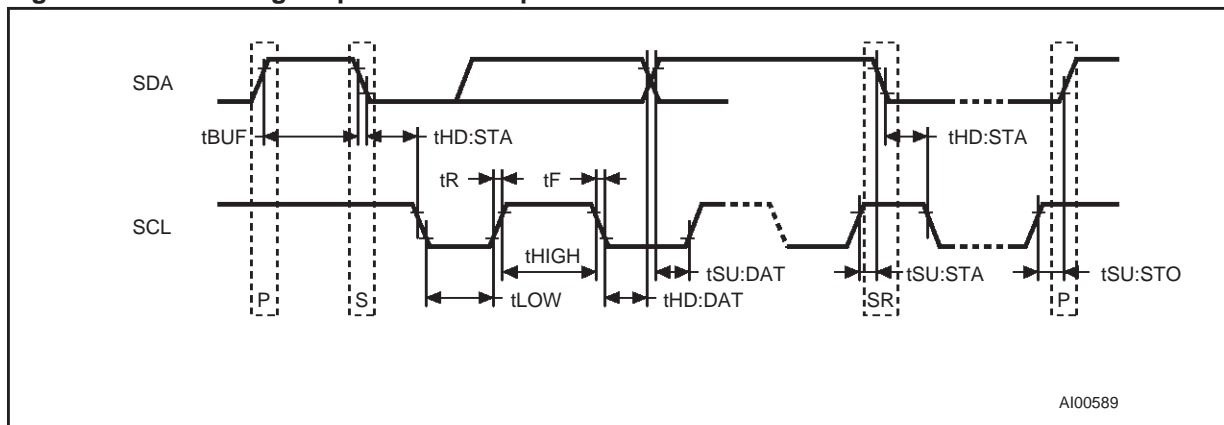 SDA
tBUF
tHD:STA
tHD:STA
tR
tF
SCL
tHIGH
tSU:DAT
tSU:STA
tSU:STO
P
S
tLOW
tHD:DAT
SR
P
AI00589